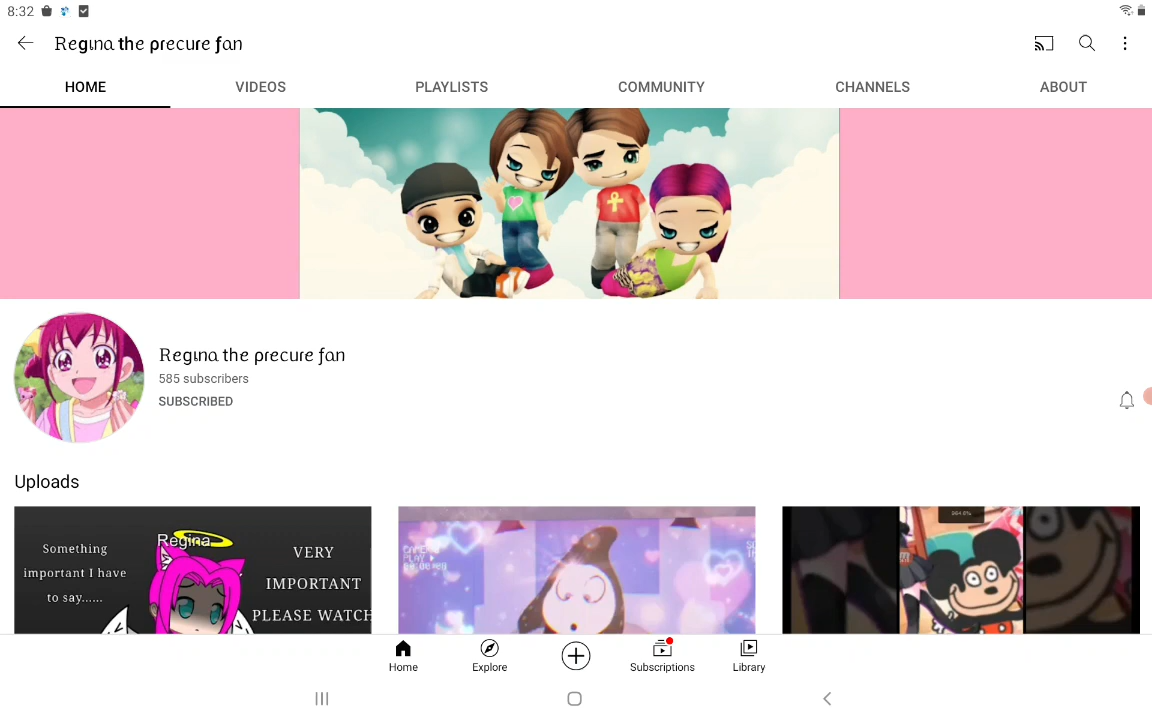 8:32
Regina the precure fan
HOME VIDEOS PLAYLISTS COMMUNITY CHANNELS ABOUT
Regina the precure fan
585 subscribers
SUBSCRIBED
Uploads
Something
important I have
to say......
Regina
VERY
IMPORTANT
PLEASE WATCH
PLAY
Home Explore Subscriptions Library